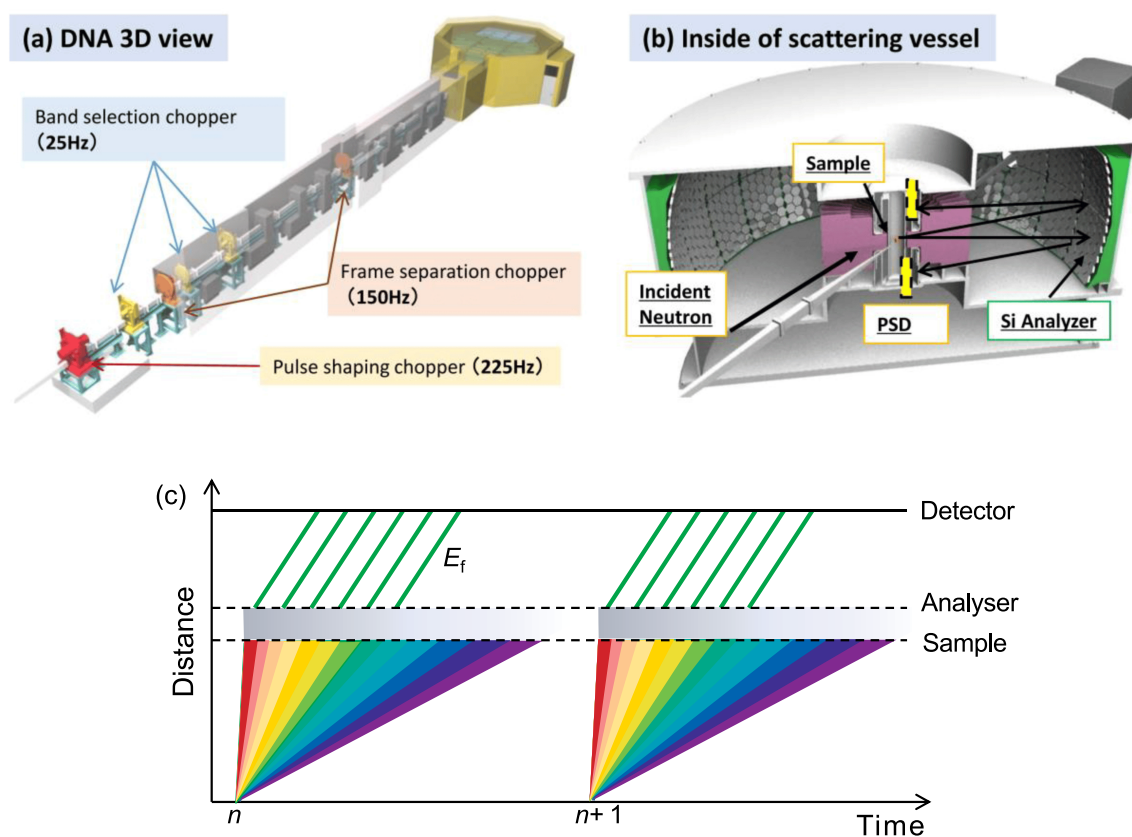 (a) DNA 3D view
Band selection chopper
(25Hz)
Frame separation chopper
(150Hz)
Pulse shaping chopper (225Hz)
(b) Inside of scattering vessel
Sample
Incident
Neutron
PSD
Si Analyzer
(c)
Detector
E_f
Analyser
Sample
Distance
n
n+ 1
Time